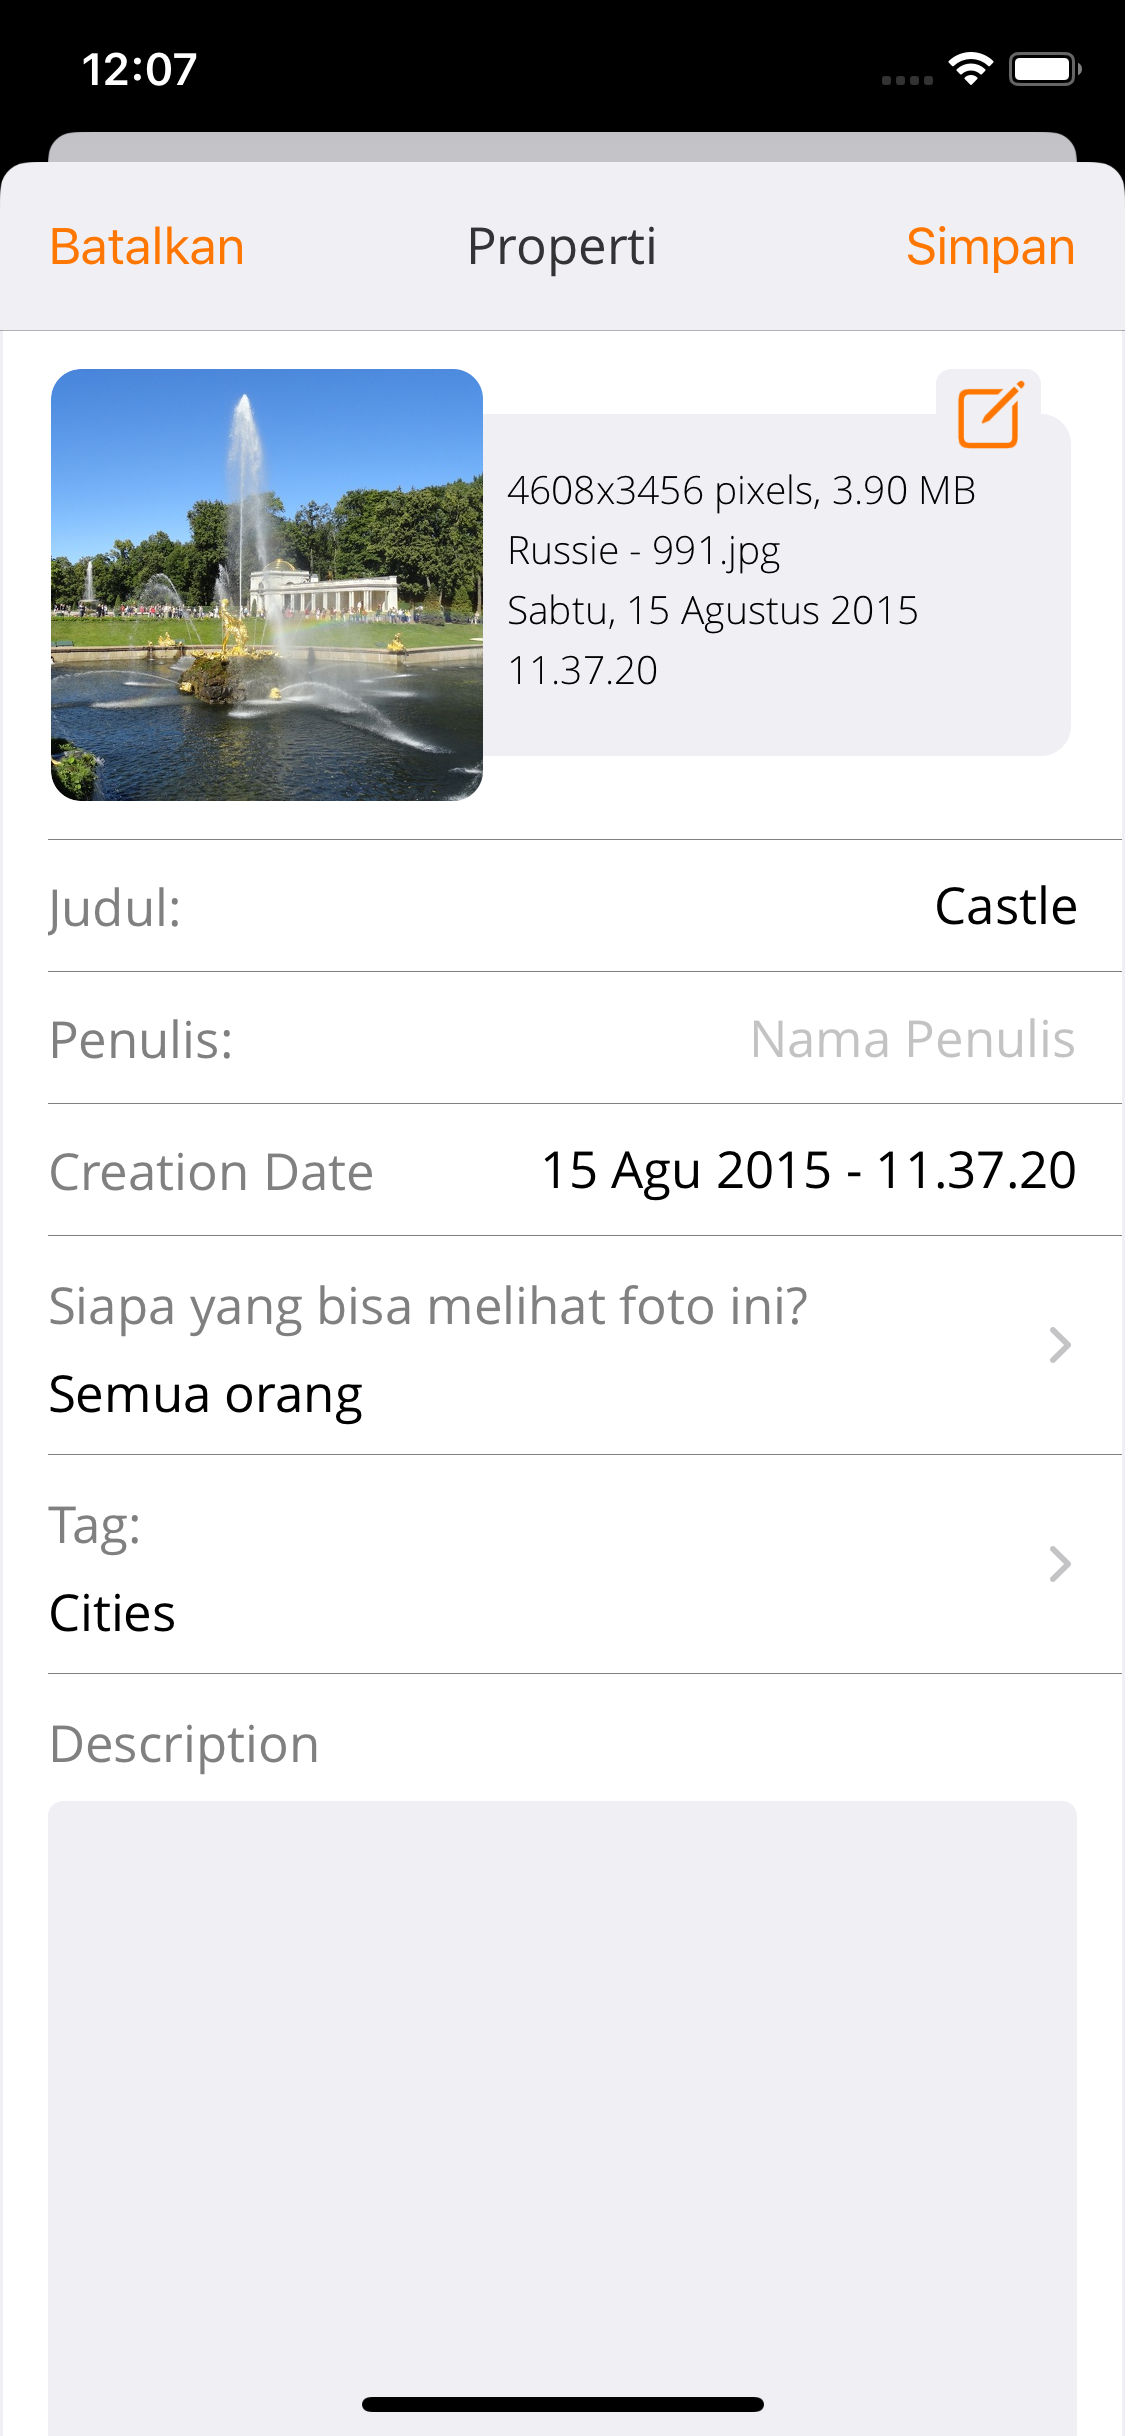 12:07
Batalkan
Properti
Simpan
4608x3456 pixels, 3.90 MB
Russie - 991.jpg
Sabtu, 15 Agustus 2015
11.37.20
Judul:
Castle
Penulis:
Nama Penulis
Creation Date
15 Agu 2015 - 11.37.20
Siapa yang bisa melihat foto ini?
Semua orang
Tag:
Cities
Description